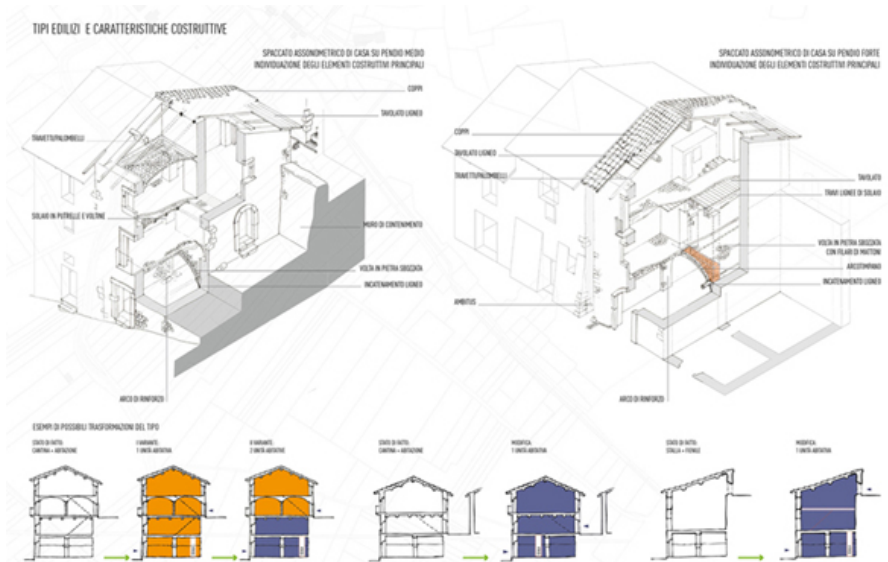 TIPI EDILIZI E CARATTERISTICHE COSTRUTTIVE
SPACCATO ASSONOMETRICO DI CASA SU PENDIO MEDIO
INDIVIDUAZIONE DEGLI ELEMENTI COSTRUTTIVI PRINCIPALI
COPPI
TAVOLATO LIGNEO
TRAVETTI/PALOMBELLI
SOLAIO IN PUTRELLE E VOLTINE
MURO DI CONTENIMENTO
VOLTA IN PIETRA SBOZZATA
INCATENAMENTO LIGNEO
ARCO DI RINFORZO
SPACCATO ASSONOMETRICO DI CASA SU PENDIO FORTE
INDIVIDUAZIONE DEGLI ELEMENTI COSTRUTTIVI PRINCIPALI
COPPI
TAVOLATO LIGNEO
TRAVETTI/PALOMBELLI
TAVOLATO
TRAVI LIGNEE DI SOLAIO
VOLTA IN PIETRA SBOZZATA
CON FILARI DI MATTONI
ARCOTIMPANO
INCATENAMENTO LIGNEO
AMBITUS
ARCO DI RINFORZO
ESEMPI DI POSSIBILI TRASFORMAZIONI DEL TIPO
STATO DI FATTO:
CANTINA + ABITAZIONE
I VARIANTE:
1 UNITÀ ABITATIVA
II VARIANTE:
2 UNITÀ ABITATIVE
STATO DI FATTO:
CANTINA + ABITAZIONE
MODIFICA:
1 UNITÀ ABITATIVA
STATO DI FATTO:
STALLA + FIENILE
MODIFICA:
1 UNITÀ ABITATIVA